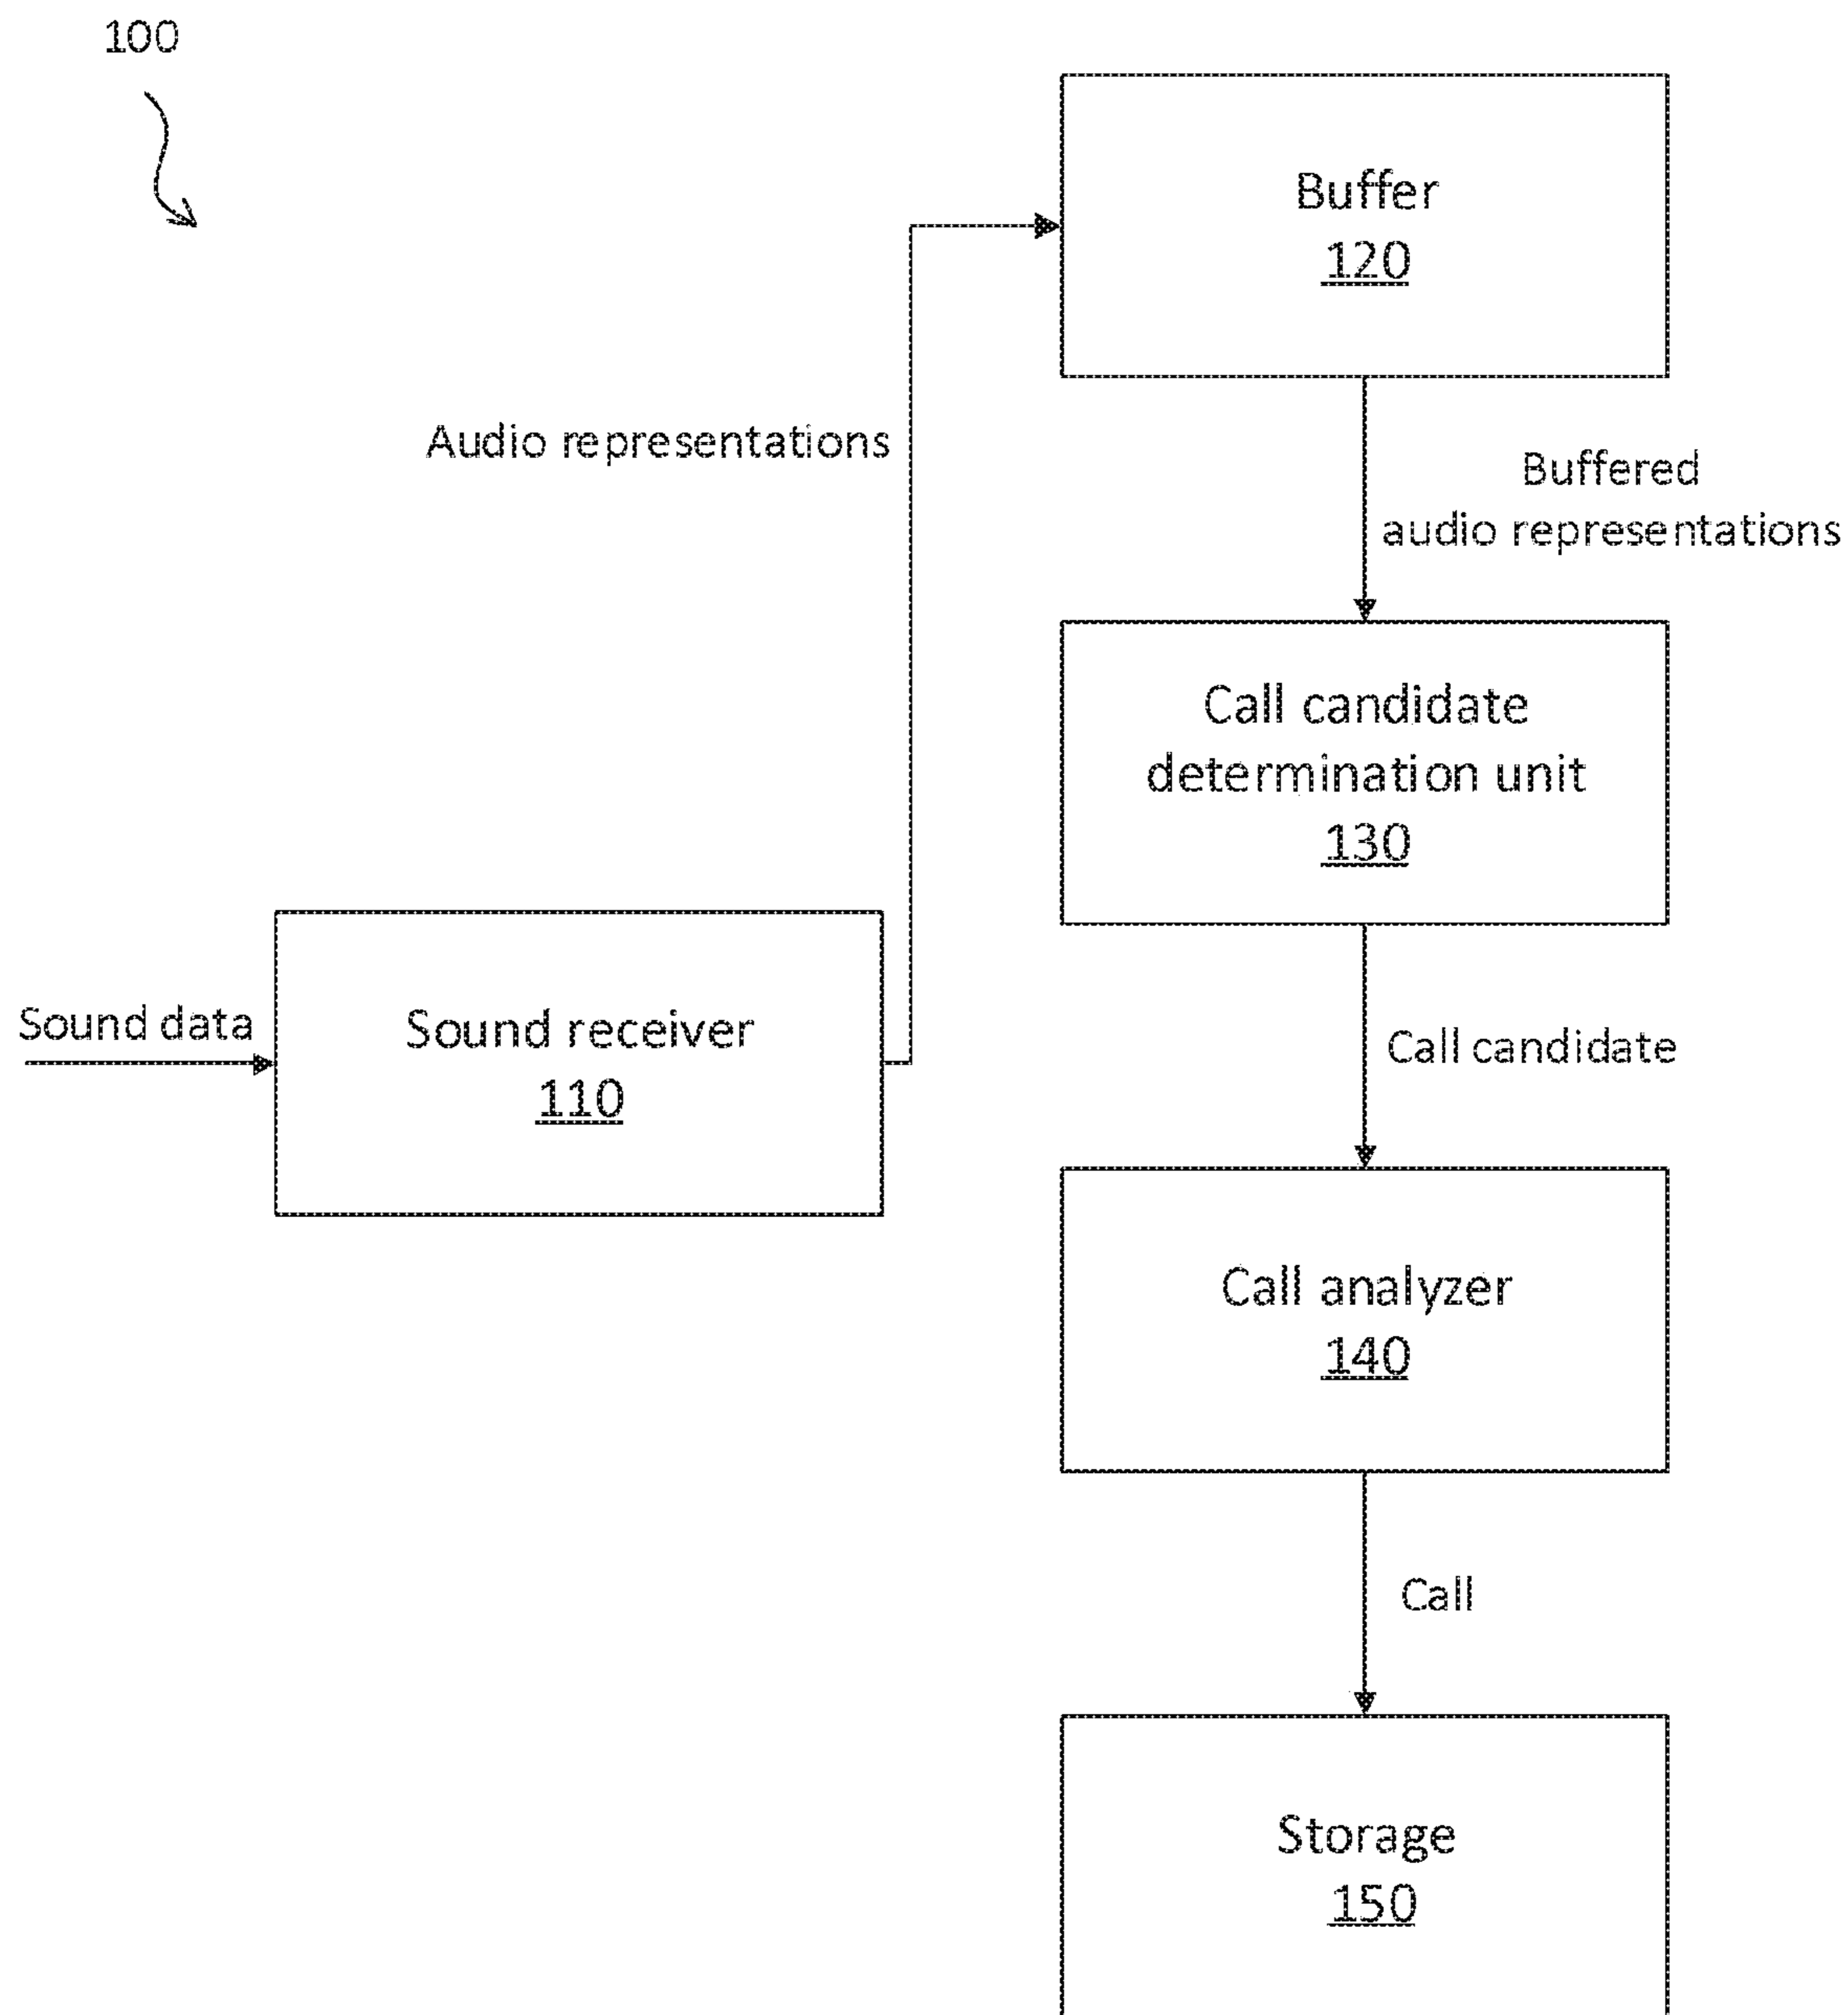 100
Buffer
120
Audio representations
Buffered
audio representations
Call candidate
determination unit
130
Sound data
Sound receiver
110
Call candidate
Call analyzer
140
Call
Storage
150